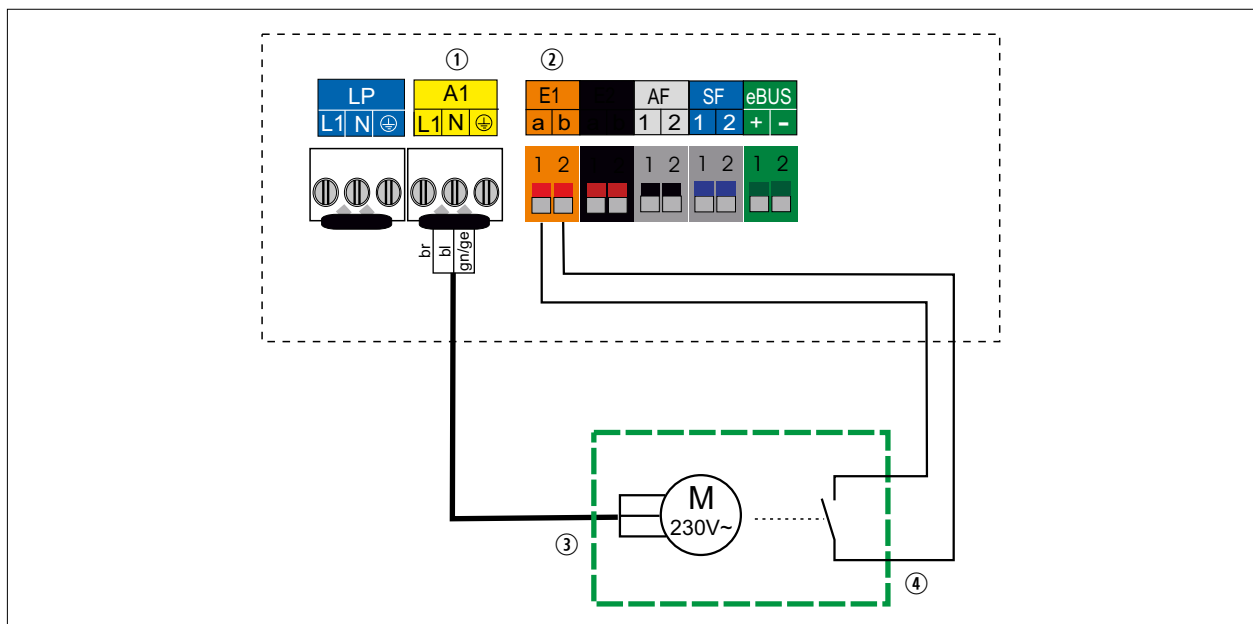 ① ②
LP A1 E1 AF SF eBUS
L1 N L1 N a b 1 2 1 2 + -
1 2 1 2 1 2 1 2
br bl gn/ge
M
230V~
③
④